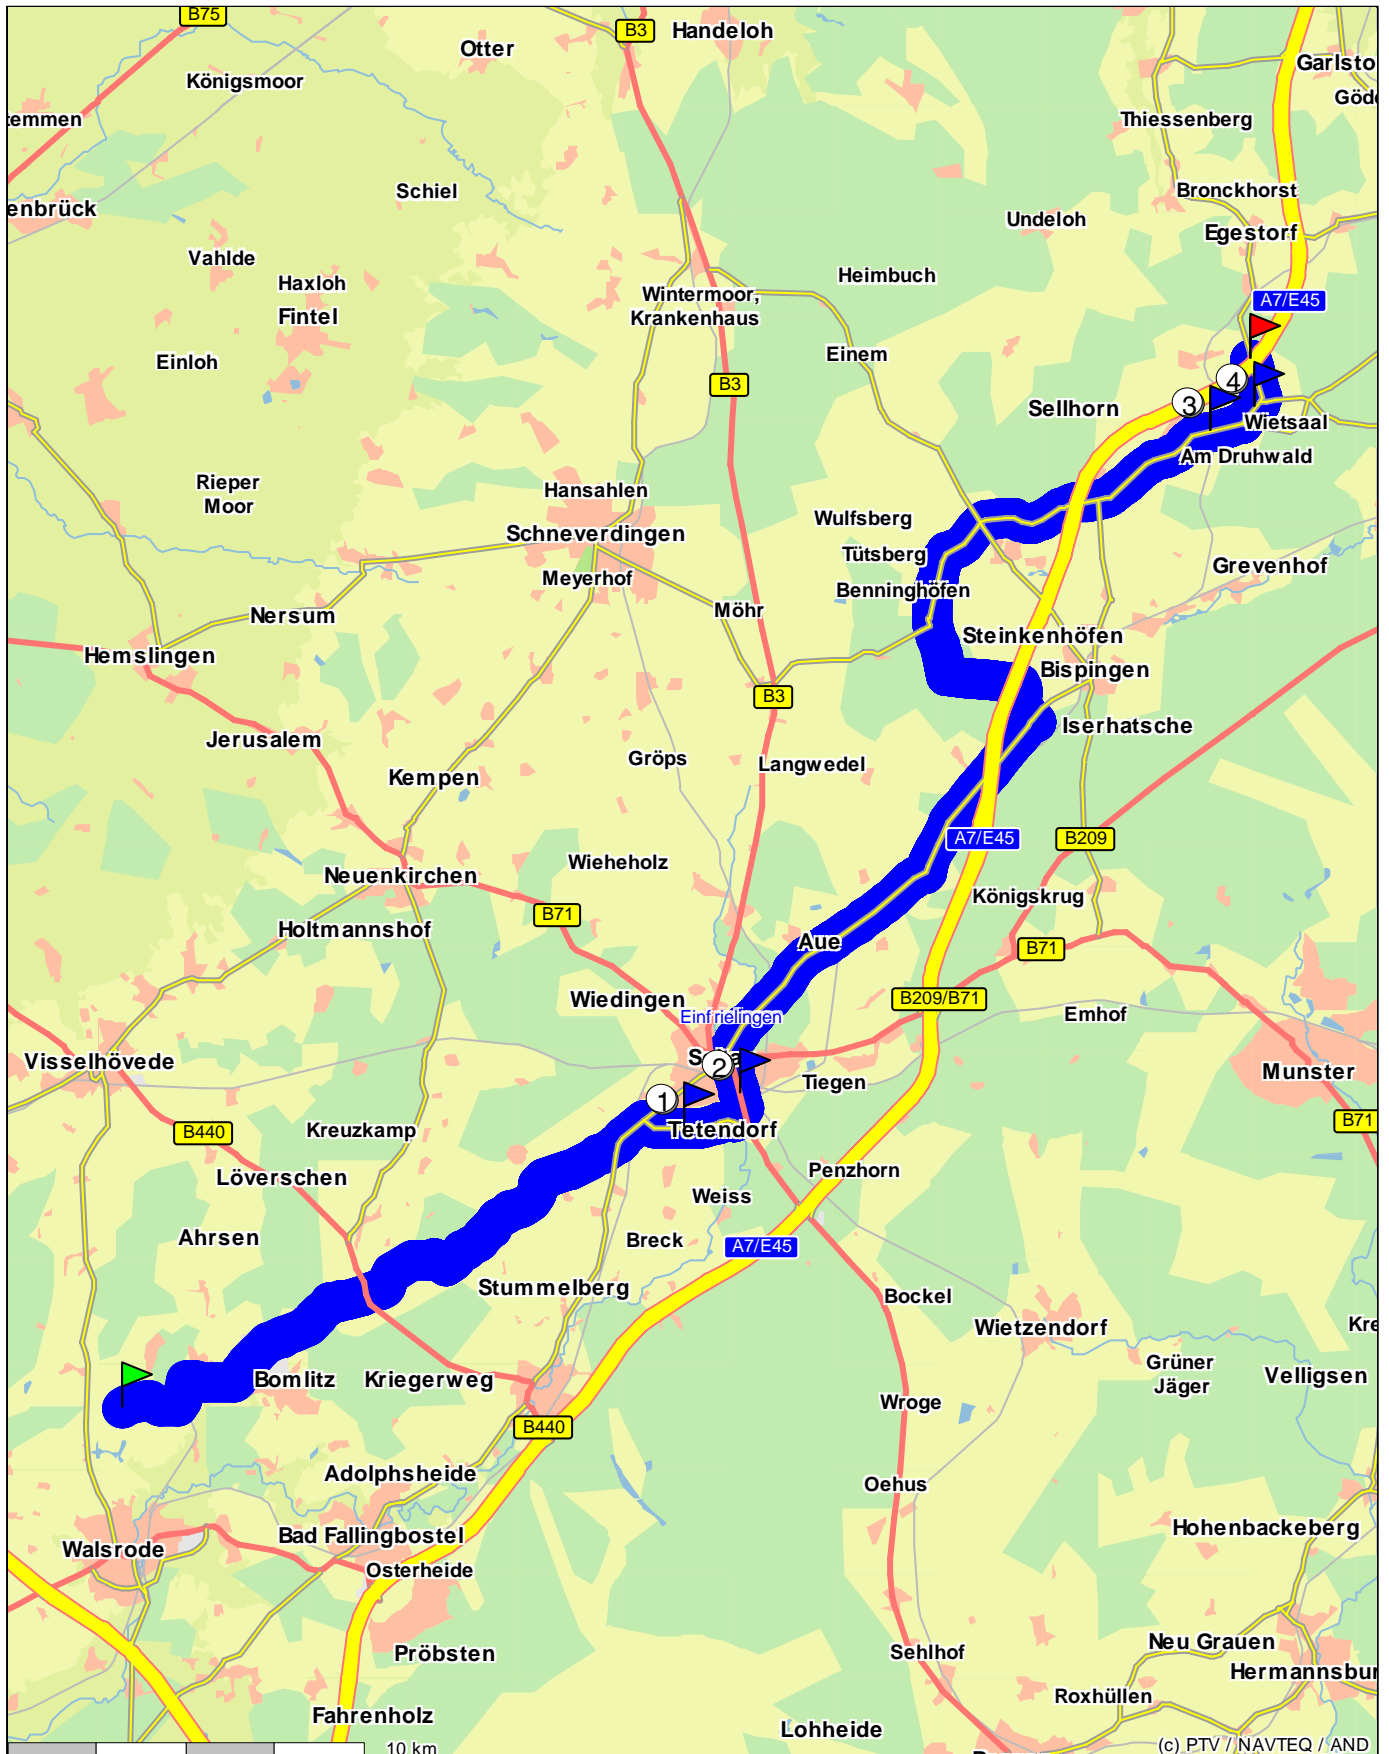 B75
B3
Handeloh
Otter
Königsmoor
Garlsto
Göd
temmen
Thiessenberg
Schiel
Bronckhorst
enbrück
Undeloh
Egestorf
Vahlde
Haxloh
Heimbuch
Fintel
Wintermoor,
Krankenhaus
A7/E45
Einloh
Einem
B3
4
3
Sellhorn
Wietsaal
Am Druhwald
Rieper
Moor
Hansahlen
Schneverdingen
Wulfsberg
Tütsberg
Meyerhof
Benninghöfen
Grevenhof
Nersum
Möhr
Steinkenhöfen
Hemslingen
Bispingen
B3
Jerusalem
Iserhatsche
Gröps
Langwedel
Kempen
A7/E45
B209
Wieheholz
Neuenkirchen
Königskrug
B71
Holtmannshof
Aue
B71
Wiedingen
B209/B71
Einf rielingen
Emhof
Visselhövede
2
Munster
Tiegen
1
B71
B440
Kreuzkamp
Tetendorf
Löverschen
Penzhorn
Weiss
Ahrsen
Breck
A7/E45
Stummelberg
Bockel
Wietzendorf
Kre
Grüner
Jäger
Velligsen
Bomlitz
Kriegerweg
Wroge
B440
Adolphsheide
Oehus
Bad Fallingbostel
Hohenbackeberg
Walsrode
Osterheide
Pröbsten
Sehlhof
Neu Grauen
Hermannsbur
Roxhüllen
Fahrenholz
Lohheide
10 km
(c) PTV / NAVTEQ / AND